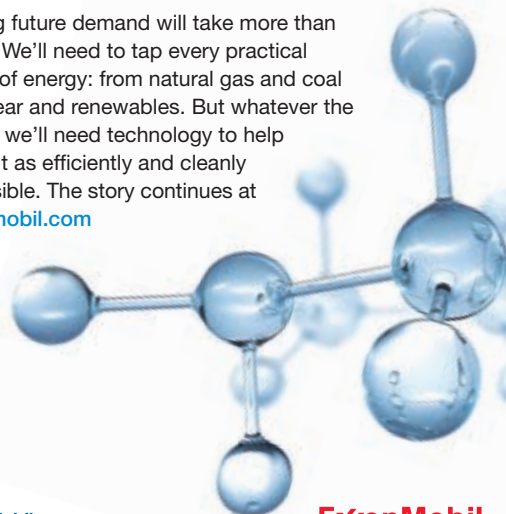 g future demand will take more than
We’ll need to tap every practical
of energy: from natural gas and coal
ear and renewables. But whatever the
we’ll need technology to help
t as efficiently and cleanly
sible. The story continues at
mobil.com
ExxonMobil